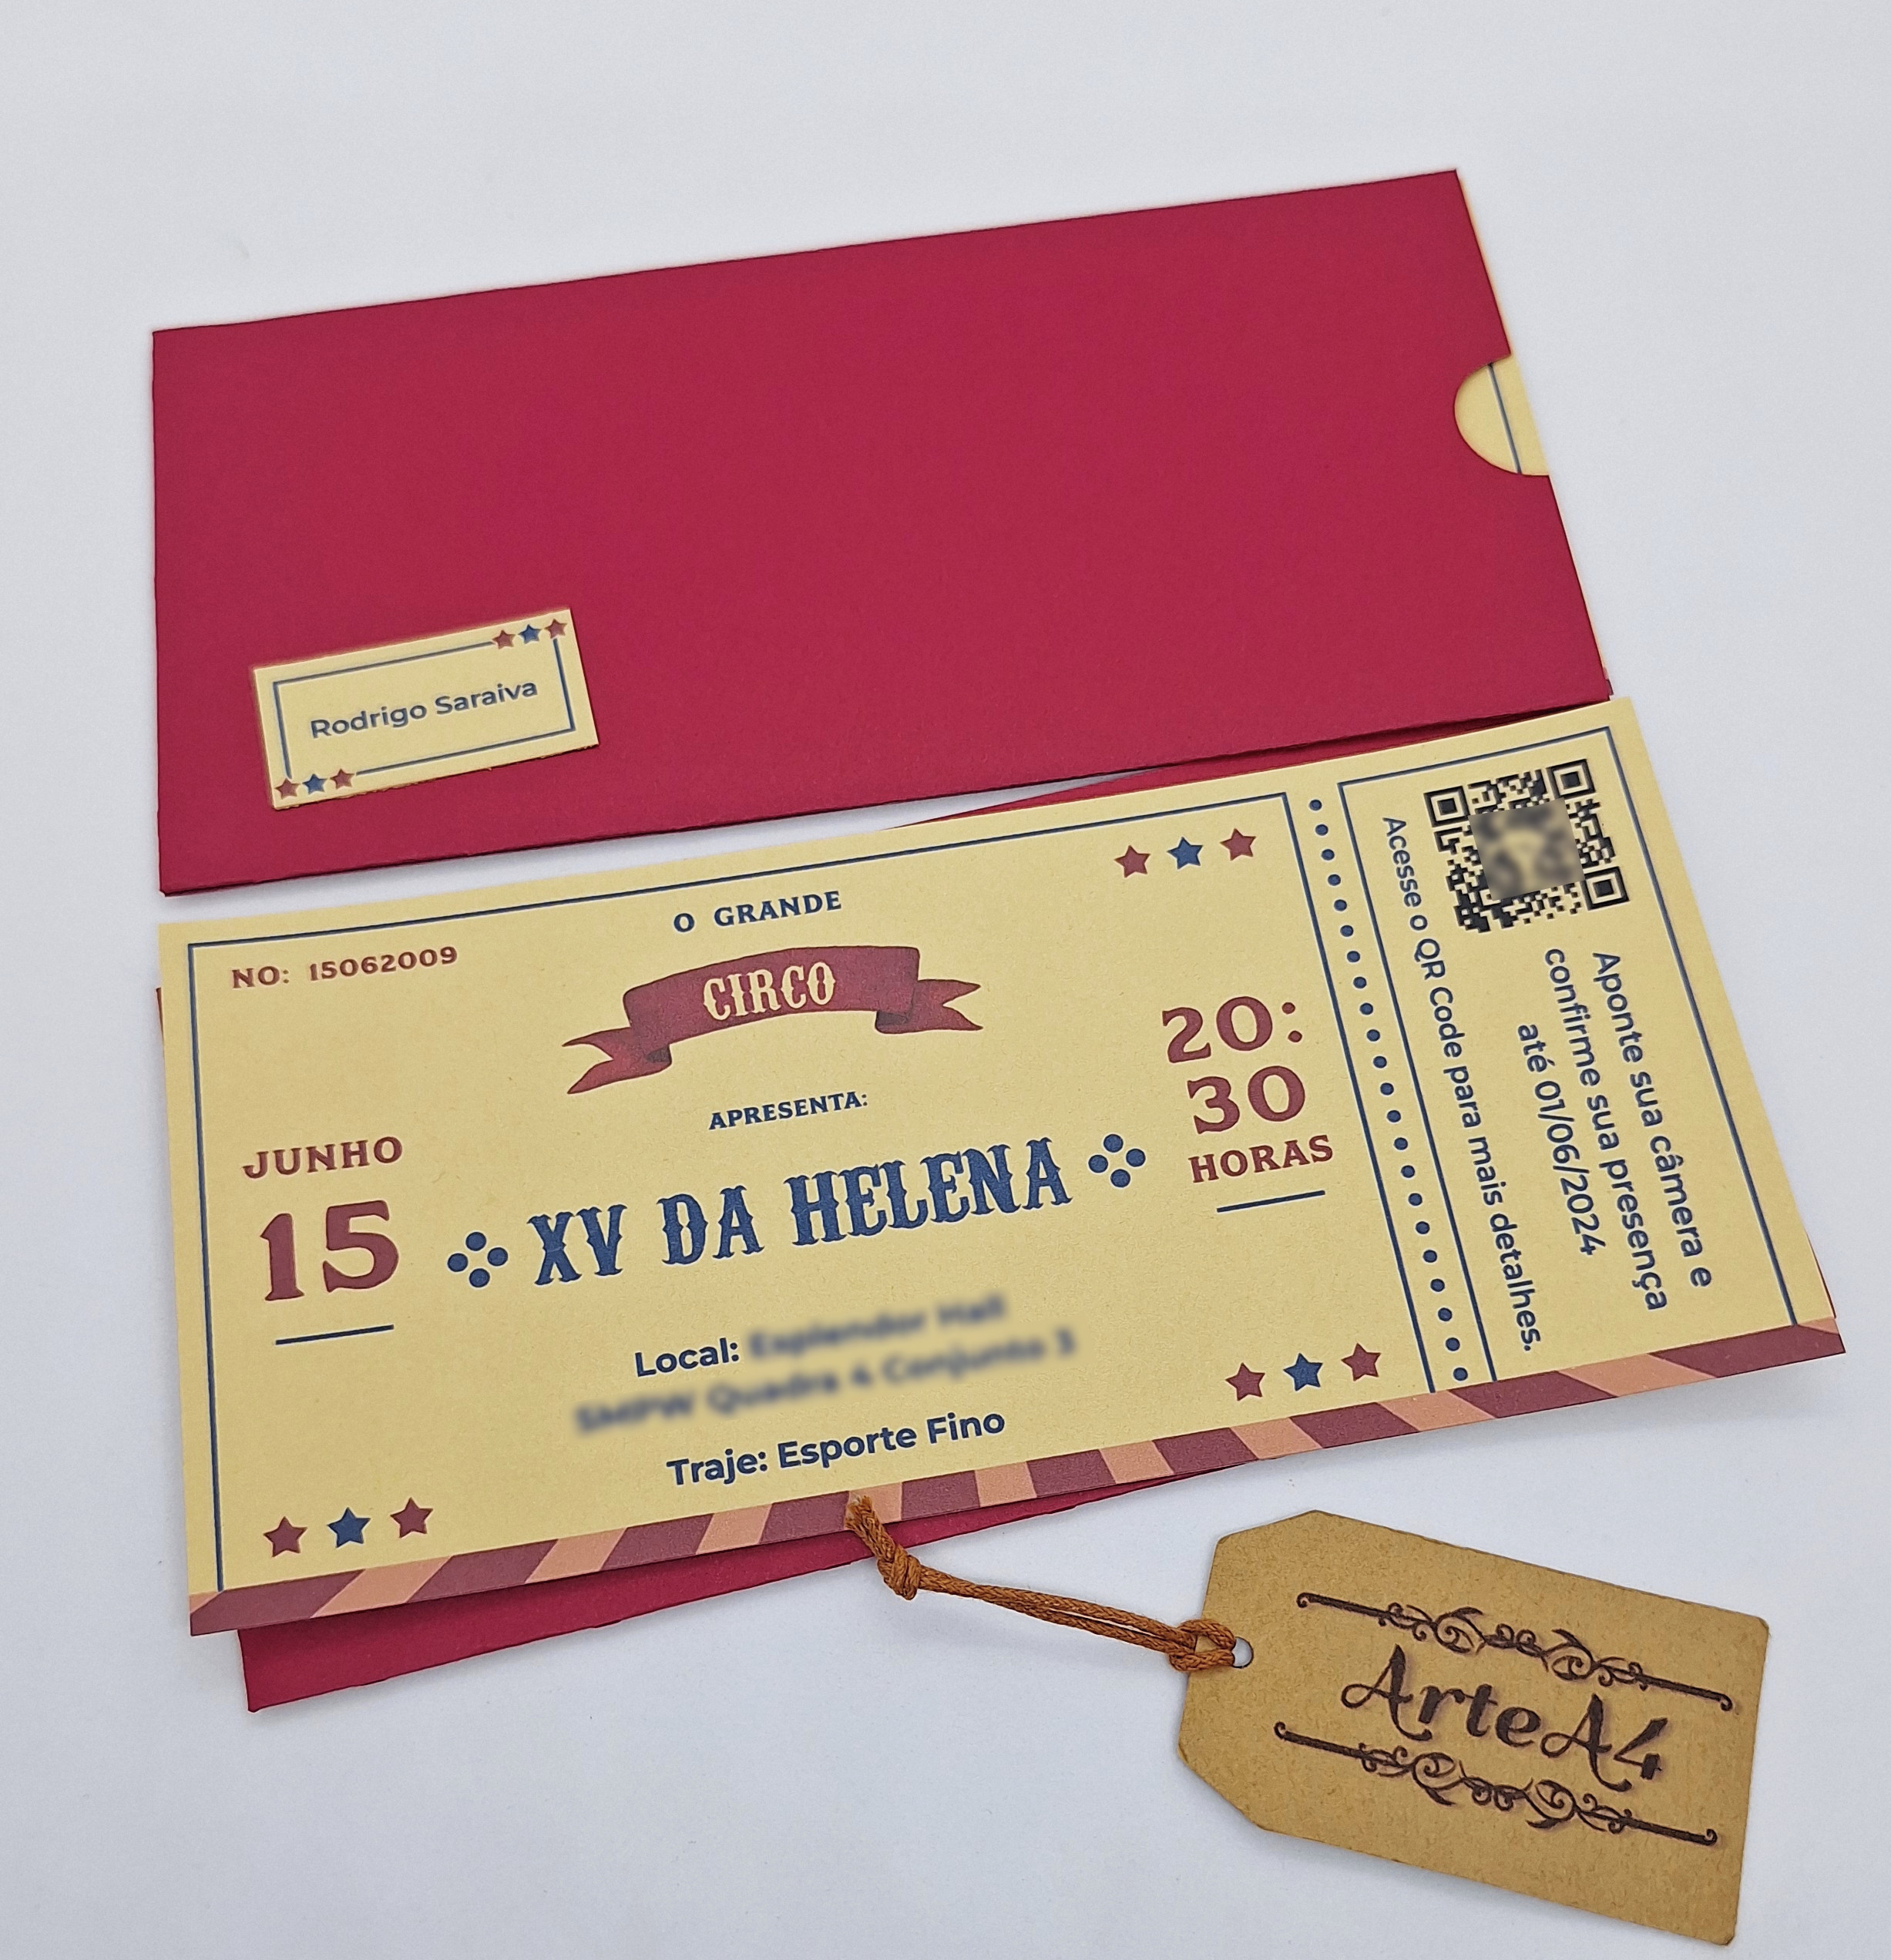 Rodrigo Saraiva
NO: 15062009
O GRANDE
CIRCO
APRESENTA:
JUNHO
15
XV DA HELENA
20:
30
HORAS
Local:
Traje: Esporte Fino
Aponte sua câmera e
confirme sua presença
até 01/06/2024
Acesse o QR Code para mais detalhes.
ArteA4